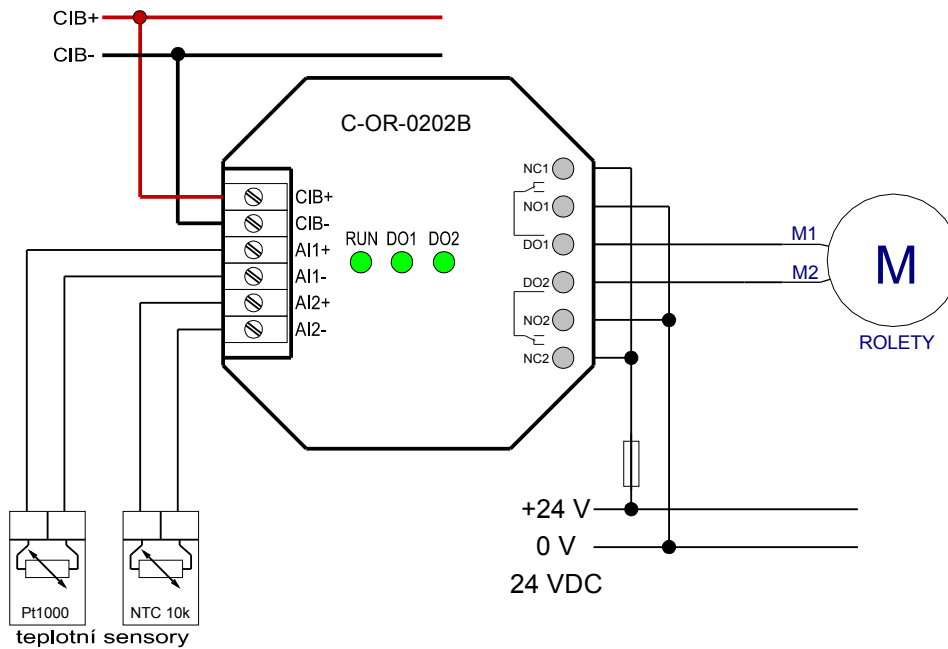 CIB+
CIB-
C-OR-0202B
CIB+
CIB-
AI1+
AI1-
AI2+
AI2-
RUN DO1 DO2
NC1
NO1
DO1
DO2
NO2
NC2
M1
M2
M
ROLETY
+24 V
0 V
24 VDC
Pt1000
NTC 10k
teplotní sensory